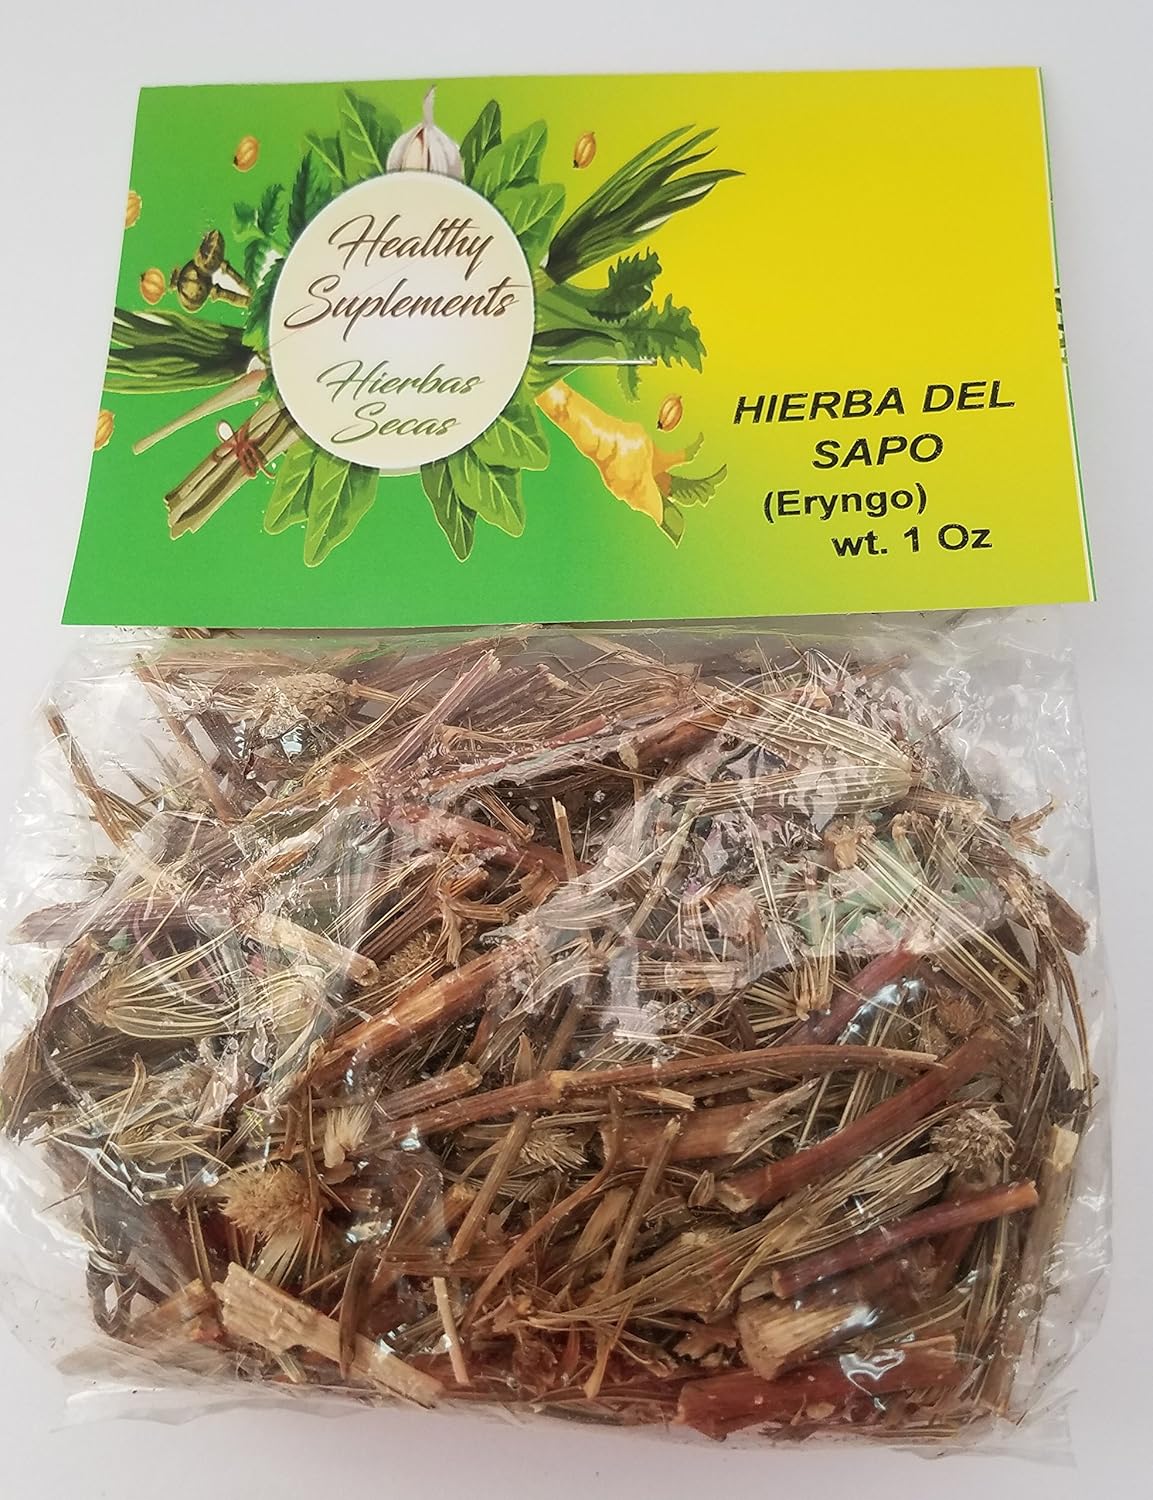 Healthy
Suplements
Hierbas
Secas
HIERBA DEL
SAPO
(Eryngo)
wt. 1 Oz